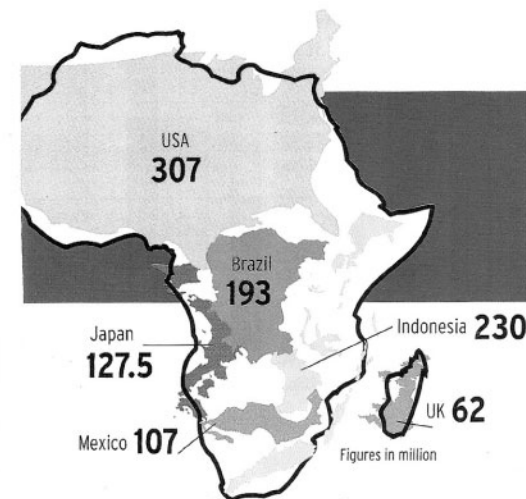 USA
307
Brazil
193
Japan
127.5
Indonesia 230
Mexico 107
UK 62
Figures in million